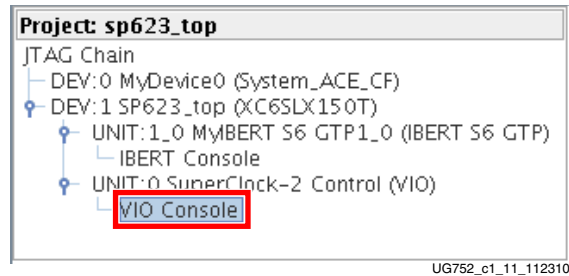 Project: sp623_top
JTAG Chain
DEV:0 MyDevice0 (System_ACE_CF)
DEV:1 SP623_top (XC6SLX150T)
UNIT:1_0 MyIBERT S6 GTP1_0 (IBERT S6 GTP)
IBERT Console
UNIT:0 SuperClock-2 Control (VIO)
VIO Console
UG752_c1_11_112310